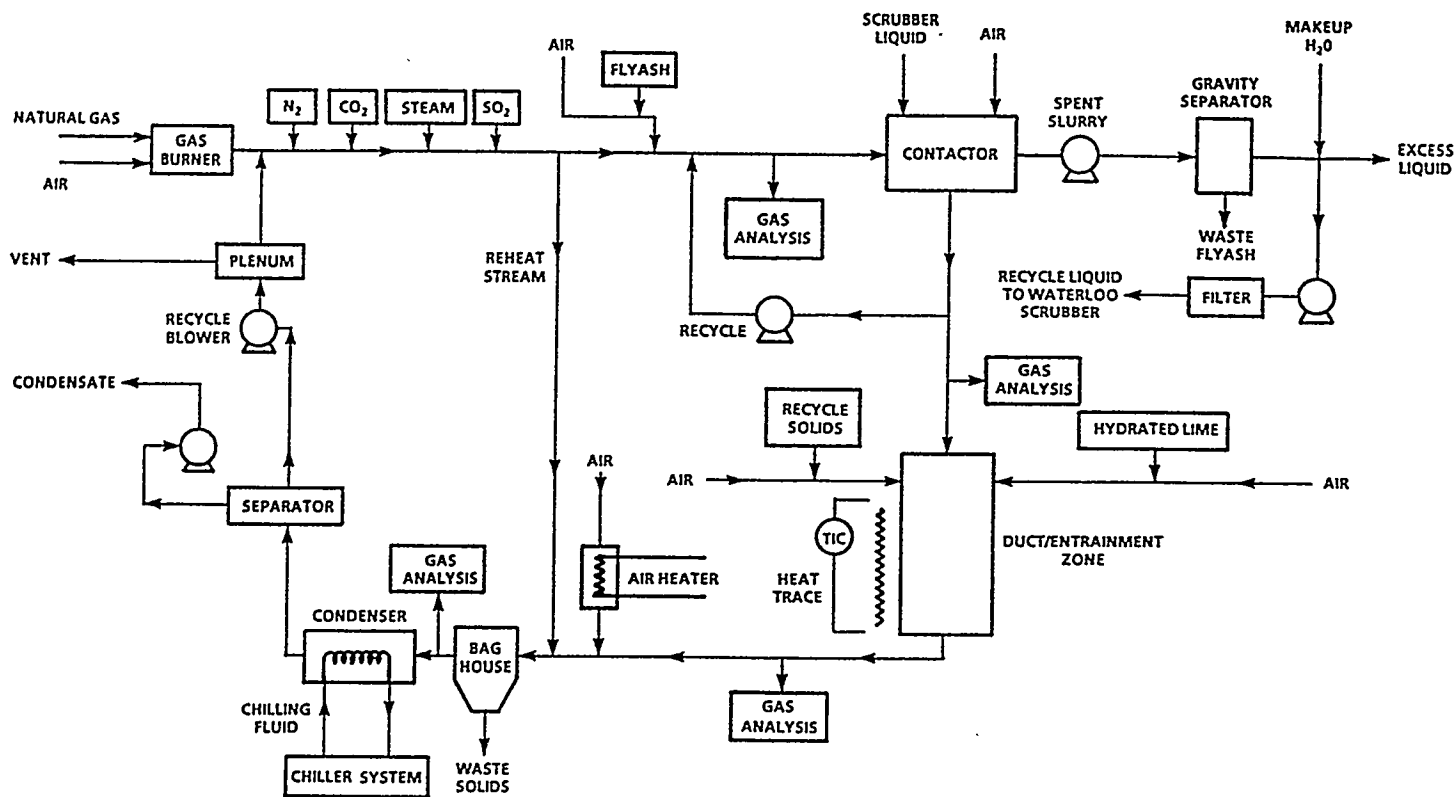 SCRUBBER
LIQUID
AIR
MAKEUP
H₂0
AIR
FLYASH
GRAVITY
SEPARATOR
SPENT
SLURRY
N₂
CO₂
STEAM
SO₂
NATURAL GAS
GAS
BURNER
AIR
CONTACTOR
EXCESS
LIQUID
GAS
ANALYSIS
WASTE
FLYASH
VENT
PLENUM
REHEAT
STREAM
RECYCLE LIQUID
TO WATERLOO
SCRUBBER
FILTER
RECYCLE
BLOWER
RECYCLE
CONDENSATE
GAS
ANALYSIS
RECYCLE
SOLIDS
HYDRATED LIME
AIR
AIR
AIR
SEPARATOR
TIC
DUCT/ENTRAINMENT
ZONE
GAS
ANALYSIS
AIR HEATER
HEAT
TRACE
CONDENSER
BAG
HOUSE
GAS
ANALYSIS
CHILLING
FLUID
CHILLER SYSTEM
WASTE
SOLIDS